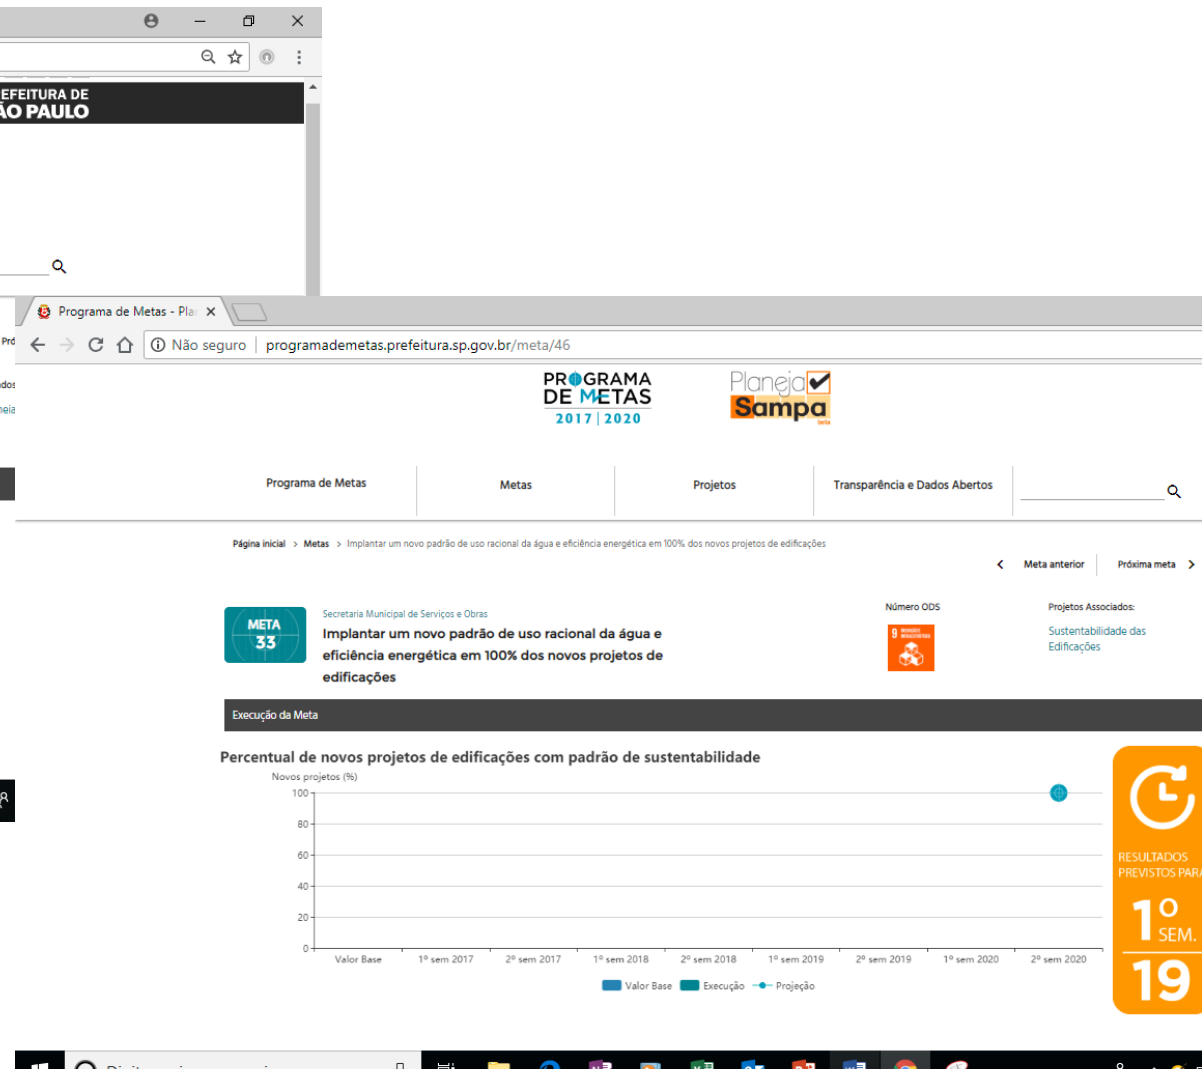 EFEITURA DE
ÃO PAULO
Programa de Metas - Pla
Não seguro | programademetas.prefeitura.sp.gov.br/meta/46
PROGRAMA
DE METAS
2017 | 2020
Planeja
Sampa
beta
Programa de Metas
Metas
Projetos
Transparência e Dados Abertos
Página inicial > Metas > Implantar um novo padrão de uso racional da água e eficiência energética em 100% dos novos projetos de edificações
Meta anterior
Próxima meta
META
33
Secretaria Municipal de Serviços e Obras
Implantar um novo padrão de uso racional da água e
eficiência energética em 100% dos novos projetos de
edificações
Número ODS
9
Projetos Associados:
Sustentabilidade das
Edificações
Execução da Meta
Percentual de novos projetos de edificações com padrão de sustentabilidade
Novos projetos (%)
100
80
60
40
20
0
Valor Base 1º sem 2017 2º sem 2017 1º sem 2018 2º sem 2018 1º sem 2019 2º sem 2019 1º sem 2020 2º sem 2020
Valor Base Execução Projeção
RESULTADOS
PREVISTOS PARA
1º
SEM.
19